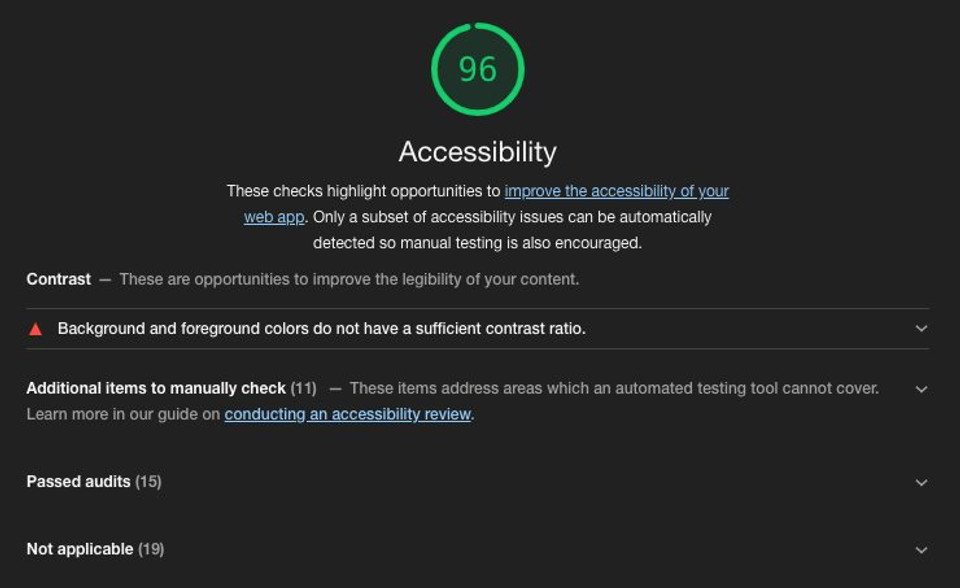 96
Accessibility
These checks highlight opportunities to improve the accessibility of your
web app. Only a subset of accessibility issues can be automatically
detected so manual testing is also encouraged.
Contrast — These are opportunities to improve the legibility of your content.
Background and foreground colors do not have a sufficient contrast ratio.
Additional items to manually check (11) — These items address areas which an automated testing tool cannot cover.
Learn more in our guide on conducting an accessibility review.
Passed audits (15)
Not applicable (19)